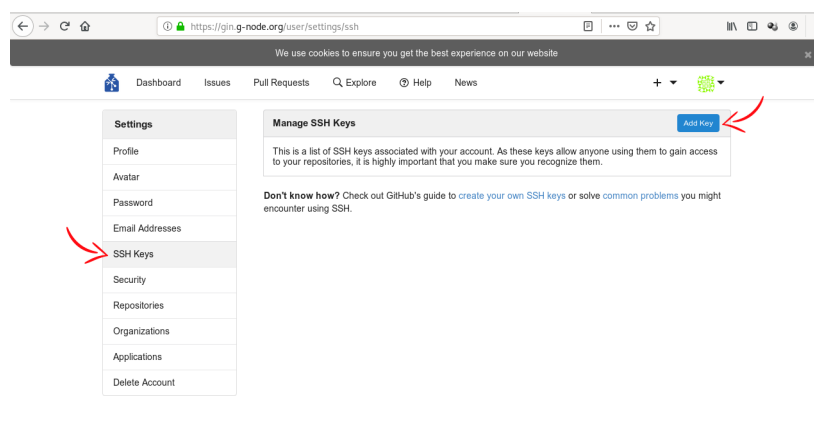 https://gin.g-node.org/user/settings/ssh
We use cookies to ensure you get the best experience on our website
Dashboard Issues Pull Requests Explore Help News
Settings
Profile
Avatar
Password
Email Addresses
SSH Keys
Security
Repositories
Organizations
Applications
Delete Account
Manage SSH Keys
Add Key
This is a list of SSH keys associated with your account. As these keys allow anyone using them to gain access
to your repositories, it is highly important that you make sure you recognize them.
Don't know how? Check out GitHub's guide to create your own SSH keys or solve common problems you might
encounter using SSH.